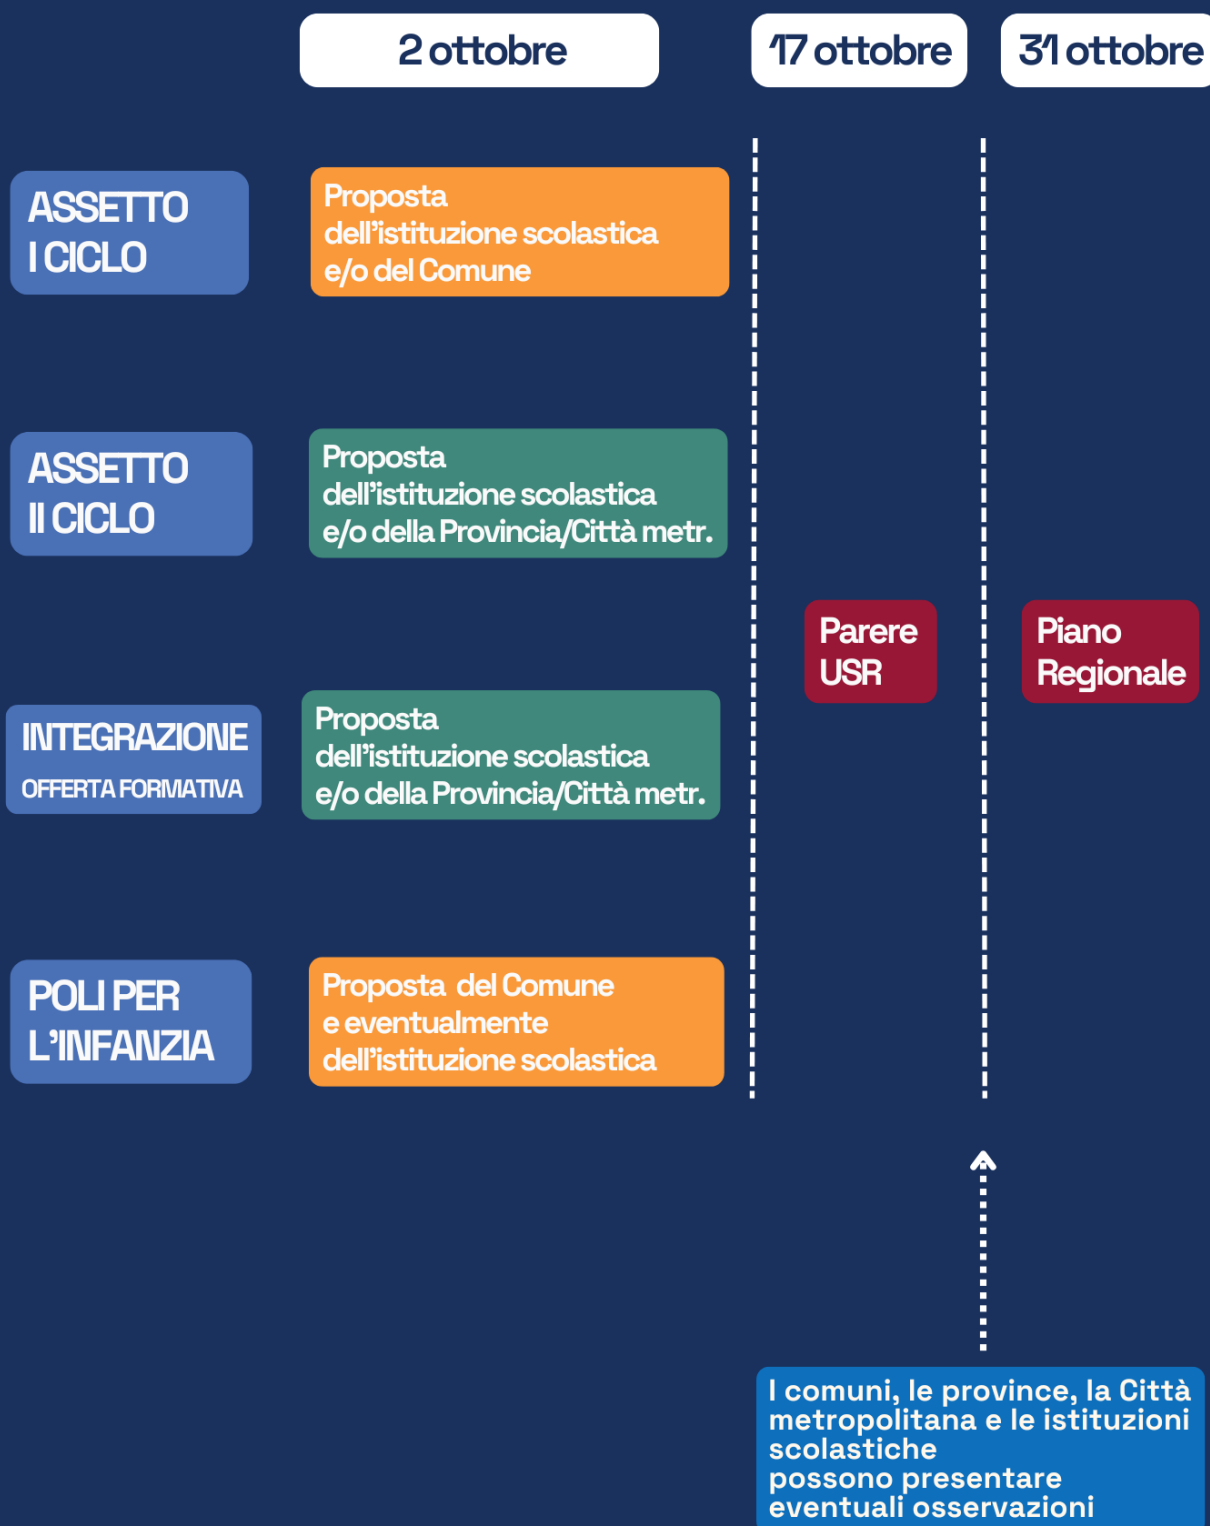 2 ottobre
17 ottobre
31 ottobre
ASSETTO
I CICLO
Proposta
dell'istituzione scolastica
e/o del Comune
ASSETTO
II CICLO
Proposta
dell'istituzione scolastica
e/o della Provincia/Città metr.
Parere
USR
Piano
Regionale
INTEGRAZIONE
OFFERTA FORMATIVA
Proposta
dell'istituzione scolastica
e/o della Provincia/Città metr.
POLI PER
L'INFANZIA
Proposta del Comune
e eventualmente
dell'istituzione scolastica
I comuni, le province, la Città
metropolitana e le istituzioni
scolastiche
possono presentare
eventuali osservazioni